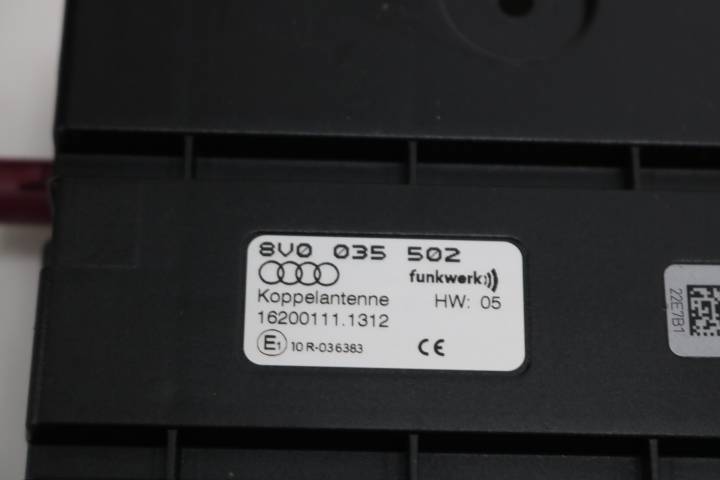 8V0 035 502
funkwerk
Koppelantenne HW: 05
16200111.1312
E1 10 R-036383 CE
22E7B1